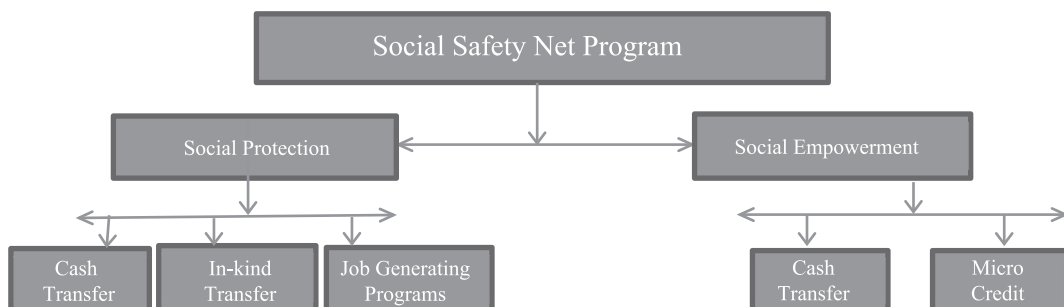 Social Safety Net Program
Social Protection
Social Empowerment
Cash
Transfer
In-kind
Transfer
Job Generating
Programs
Cash
Transfer
Micro
Credit